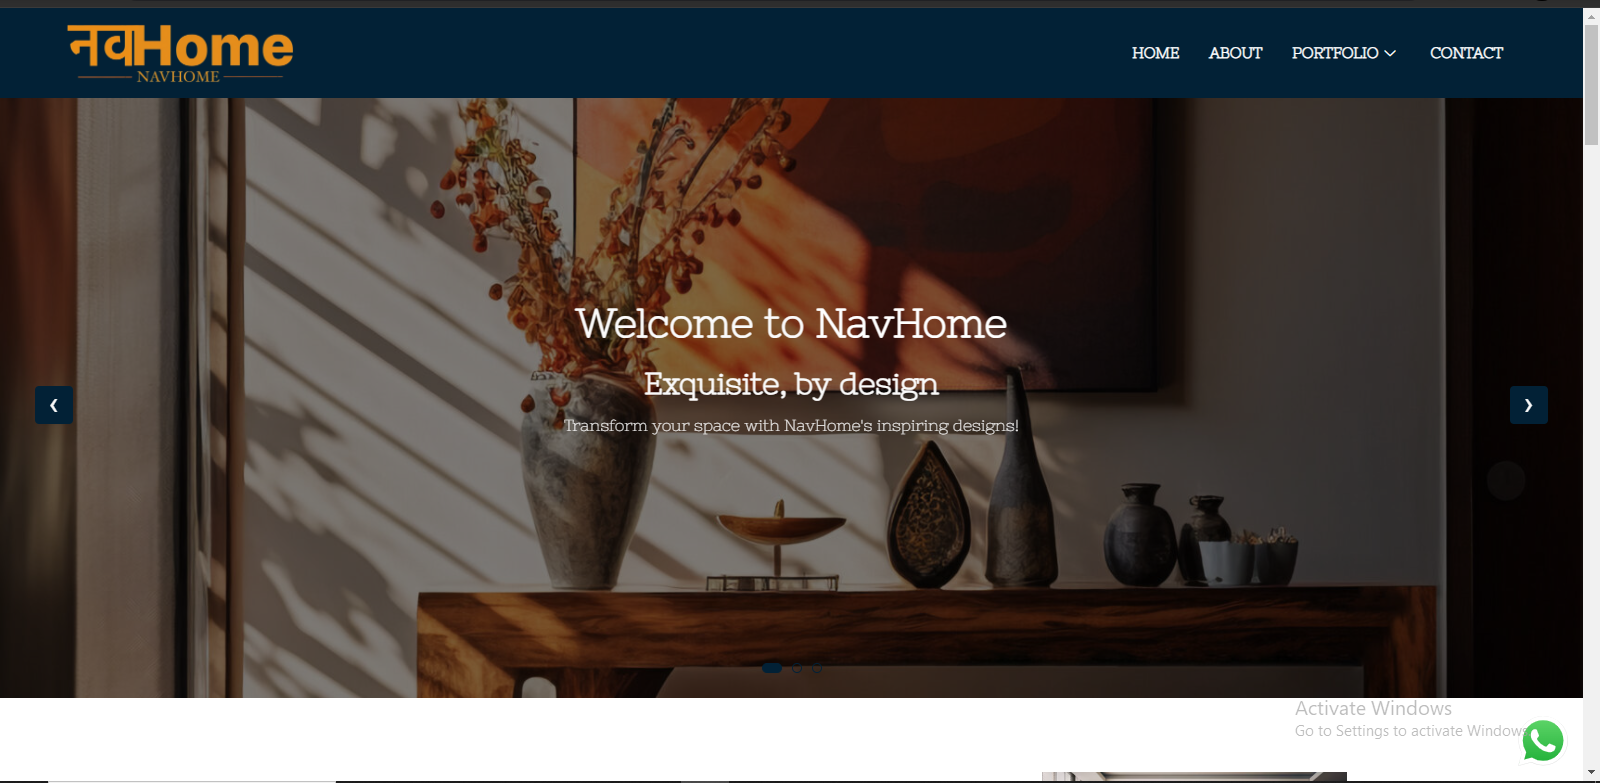 नवHome
NAVHOME
HOME ABOUT PORTFOLIO CONTACT
Welcome to NavHome
Exquisite, by design
Transform your space with NavHome's inspiring designs!
Activate Windows
Go to Settings to activate Windows